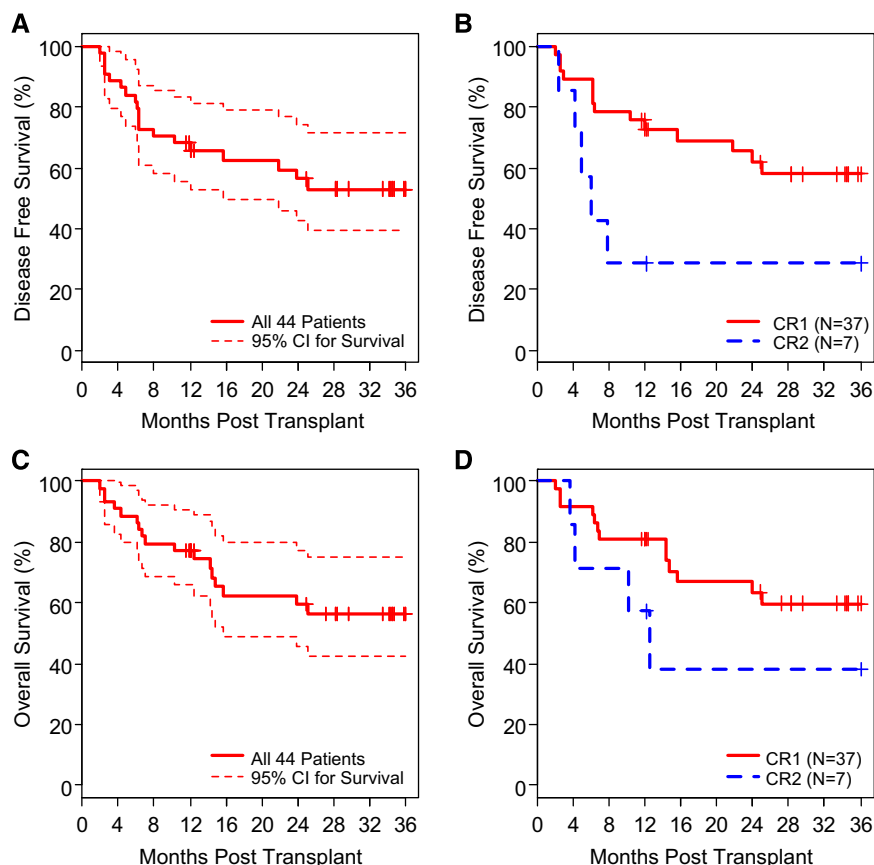 A
Disease Free Survival (%)
100
80
60
40
20
0
All 44 Patients
95% CI for Survival
0 4 8 12 16 20 24 28 32 36
Months Post Transplant
B
Disease Free Survival (%)
100
80
60
40
20
0
CR1 (N=37)
CR2 (N=7)
0 4 8 12 16 20 24 28 32 36
Months Post Transplant
C
Overall Survival (%)
100
80
60
40
20
0
All 44 Patients
95% CI for Survival
0 4 8 12 16 20 24 28 32 36
Months Post Transplant
D
Overall Survival (%)
100
80
60
40
20
0
CR1 (N=37)
CR2 (N=7)
0 4 8 12 16 20 24 28 32 36
Months Post Transplant